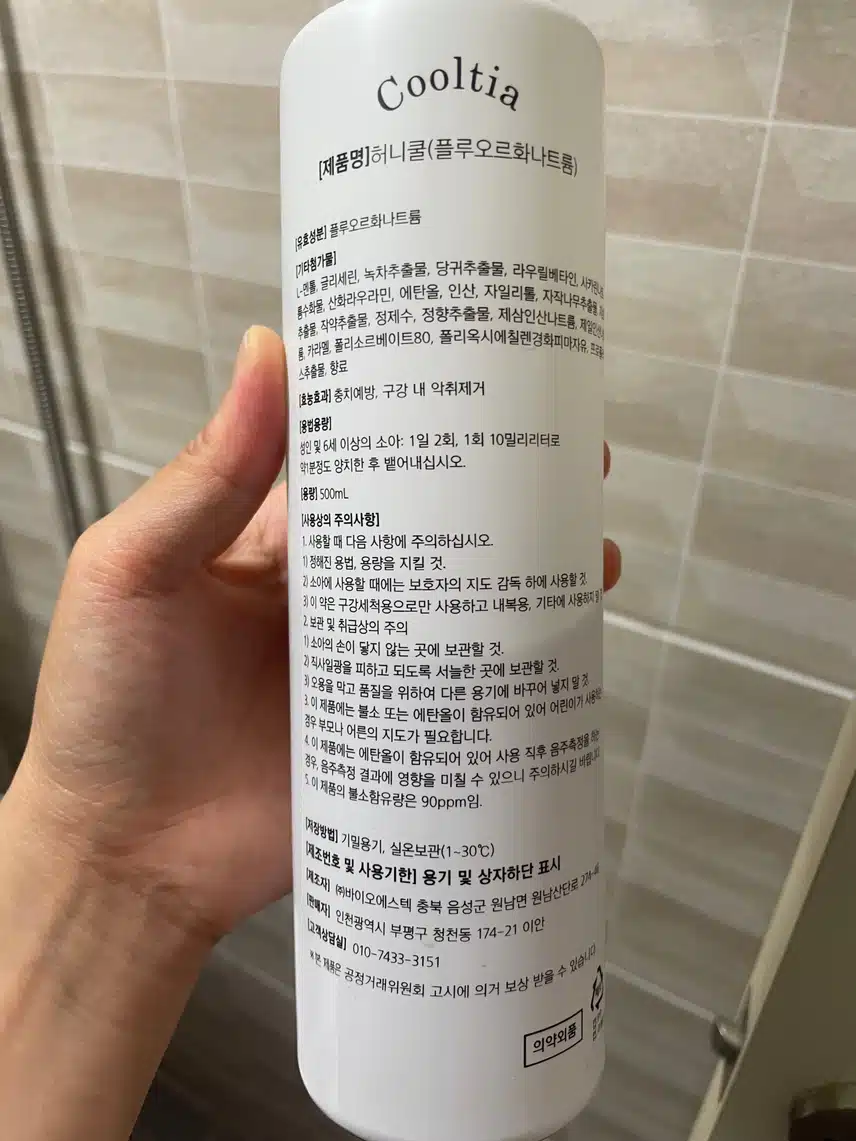 Cooltia
[제품명]허니쿨(플루오르화나트륨)
[유효성분] 플루오르화나트륨
[기타첨가물]
L-멘톨, 글리세린, 녹차추출물, 당귀추출물, 라우릴베타인,
륨수화물, 산화라우라민, 에탄올, 인산, 자일리톨, 자작나무추출물,
추출물, 작약추출물, 정제수, 정향추출물, 제삼인산나트륨,
륨, 카라멜, 폴리소르베이트80, 폴리옥시에칠렌경화피마자유,
스추출물, 향료
[효능효과] 충치예방, 구강 내 악취제거
[용법용량]
성인 및 6세 이상의 소아: 1일 2회, 1회 10밀리리터로
약1분정도 양치한 후 뱉어내십시오.
[용량] 500mL
[사용상의 주의사항]
1. 사용할 때 다음 사항에 주의하십시오.
1) 정해진 용법, 용량을 지킬 것.
2) 소아에 사용할 때에는 보호자의 지도 감독 하에 사용할 것.
3) 이 약은 구강세척용으로만 사용하고 내복용, 기타에 사용하지 말
2. 보관 및 취급상의 주의
1) 소아의 손이 닿지 않는 곳에 보관할 것.
2) 직사일광을 피하고 되도록 서늘한 곳에 보관할 것.
3) 오용을 막고 품질을 위하여 다른 용기에 바꾸어 넣지 말 것.
3. 이 제품에는 불소 또는 에탄올이 함유되어 있어 어린이가
경우 부모나 어른의 지도가 필요합니다.
4. 이 제품에는 에탄올이 함유되어 있어 사용 직후 음주측정을 하는
경우, 음주측정 결과에 영향을 미칠 수 있으니 주의하시길 바랍니다.
5. 이 제품의 불소함유량은 90ppm임.
[저장방법] 기밀용기, 실온보관(1~30℃)
[제조번호 및 사용기한] 용기 및 상자하단 표시
[제조자] ㈜바이오에스텍 충북 음성군 원남면 원남산단로
[판매자] 인천광역시 부평구 청천동 174-21 이안
[고객상담실] 010-7433-3151
※본 제품은 공정거래위원회 고시에 의거 보상 받을 수 있습니다
의약외품